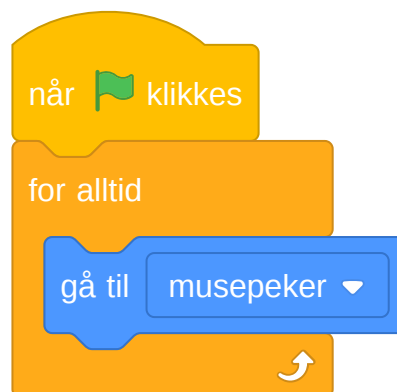 når klikkes
for alltid
gå til musepeker